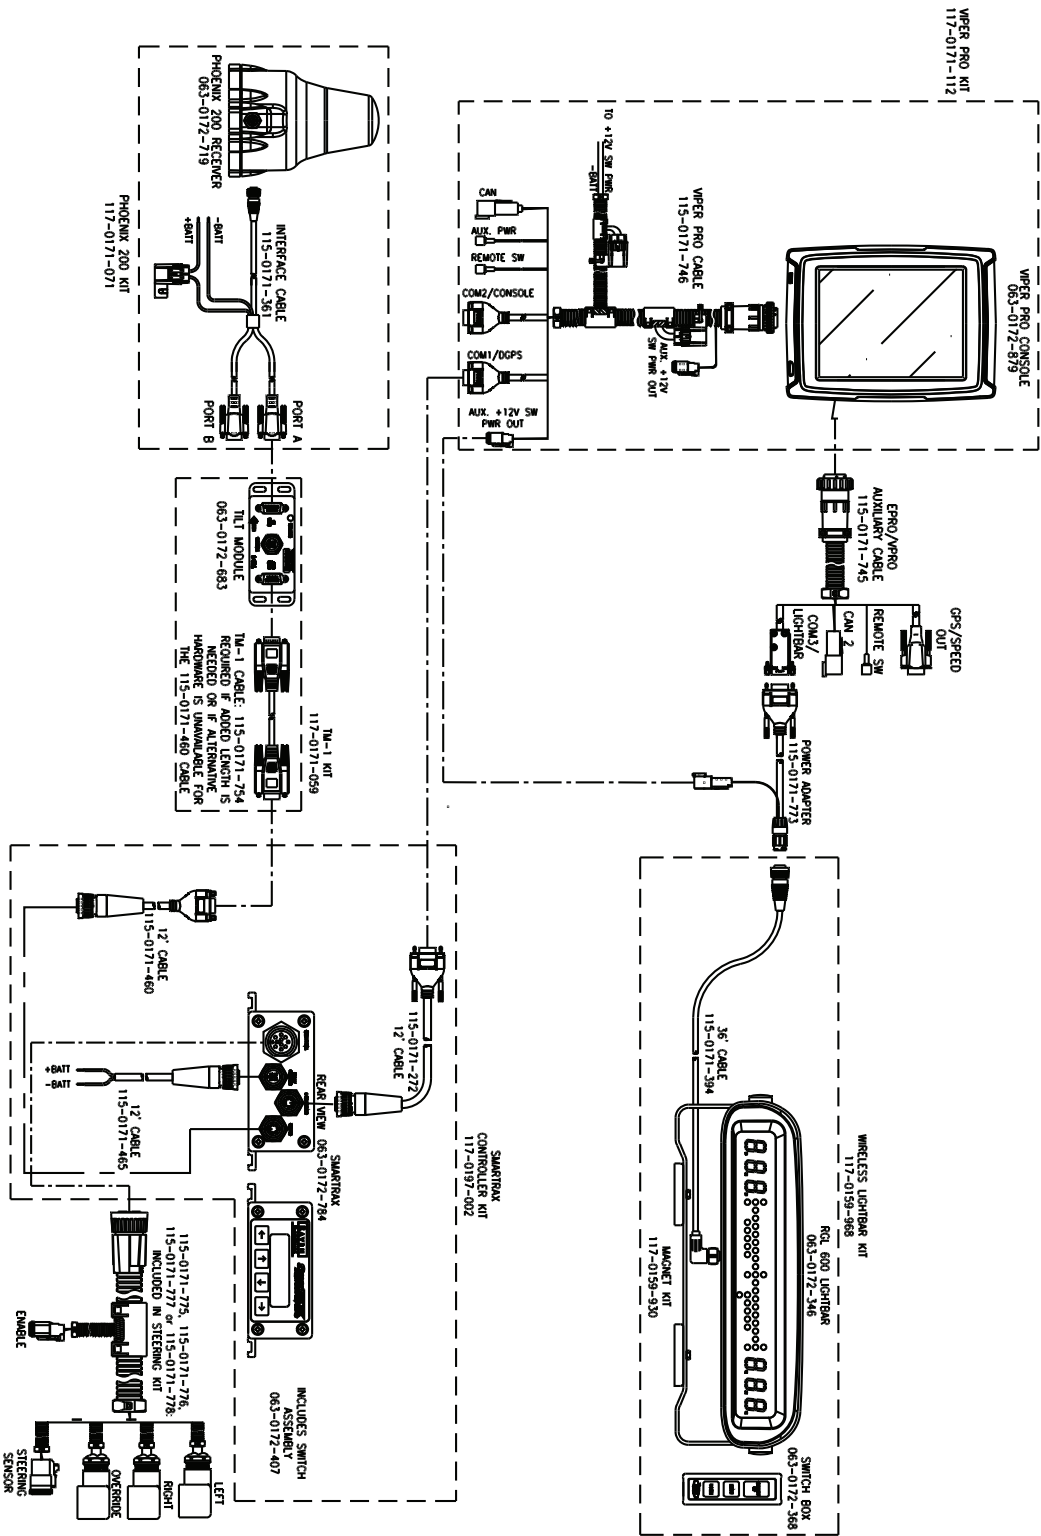 VIPER PRO KIT
117-0171-112
VIPER PRO CONSOLE
063-0172-879
VIPER PRO CABLE
115-0171-746
TO +12V SW PWR
-BATT
CAN
AUX. PWR
REMOTE SW
COM2/CONSOLE
COM1/DGPS
AUX. +12V SW
PWR OUT
AUX. +12V
SW PWR OUT
PHOENIX 200 RECEIVER
063-0172-719
INTERFACE CABLE
115-0171-361
-BATT
+BATT
PHOENIX 200 KIT
117-0171-071
PORT A
PORT B
EPRO/VPRO
AUXILIARY CABLE
115-0171-745
GPS/SPEED
OUT
REMOTE SW
CAN 2
COM3/
LIGHTBAR
POWER ADAPTER
115-0171-773
TILT MODULE
063-0172-683
TM-1 CABLE: 115-0171-754
REQUIRED IF ADDED LENGTH IS
NEEDED OR IF ALTERNATIVE
HARDWARE IS UNAVAILABLE FOR
THE 115-0171-460 CABLE
TM-1 KIT
117-0171-059
WIRELESS LIGHTBAR KIT
117-0159-968
RGL 600 LIGHTBAR
063-0172-346
36' CABLE
115-0171-394
MAGNET KIT
117-0159-930
SWITCH BOX
063-0172-368
8.8.8.
8.8.8.
SMARTRAX
CONTROLLER KIT
117-0197-002
115-0171-272
12' CABLE
12' CABLE
115-0171-460
REAR VIEW
SMARTRAX
063-0172-784
+BATT
-BATT
12' CABLE
115-0171-465
RAVEN
INCLUDES SWITCH
ASSEMBLY
063-0172-407
115-0171-775, 115-0171-776,
115-0171-777 or 115-0171-778:
INCLUDED IN STEERING KIT
ENABLE
LEFT
RIGHT
OVERRIDE
STEERING
SENSOR